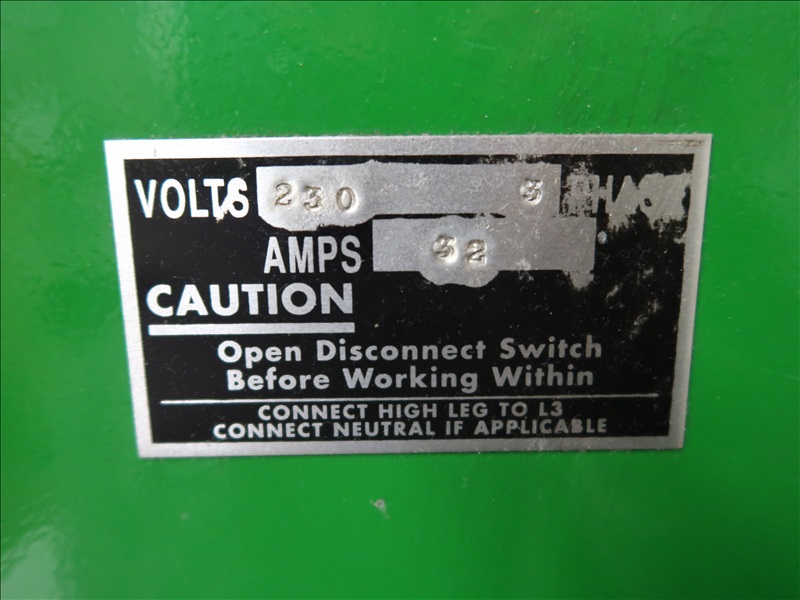 VOLTS 230 3 PHASE
AMPS 32
CAUTION
Open Disconnect Switch
Before Working Within
CONNECT HIGH LEG TO L3
CONNECT NEUTRAL IF APPLICABLE